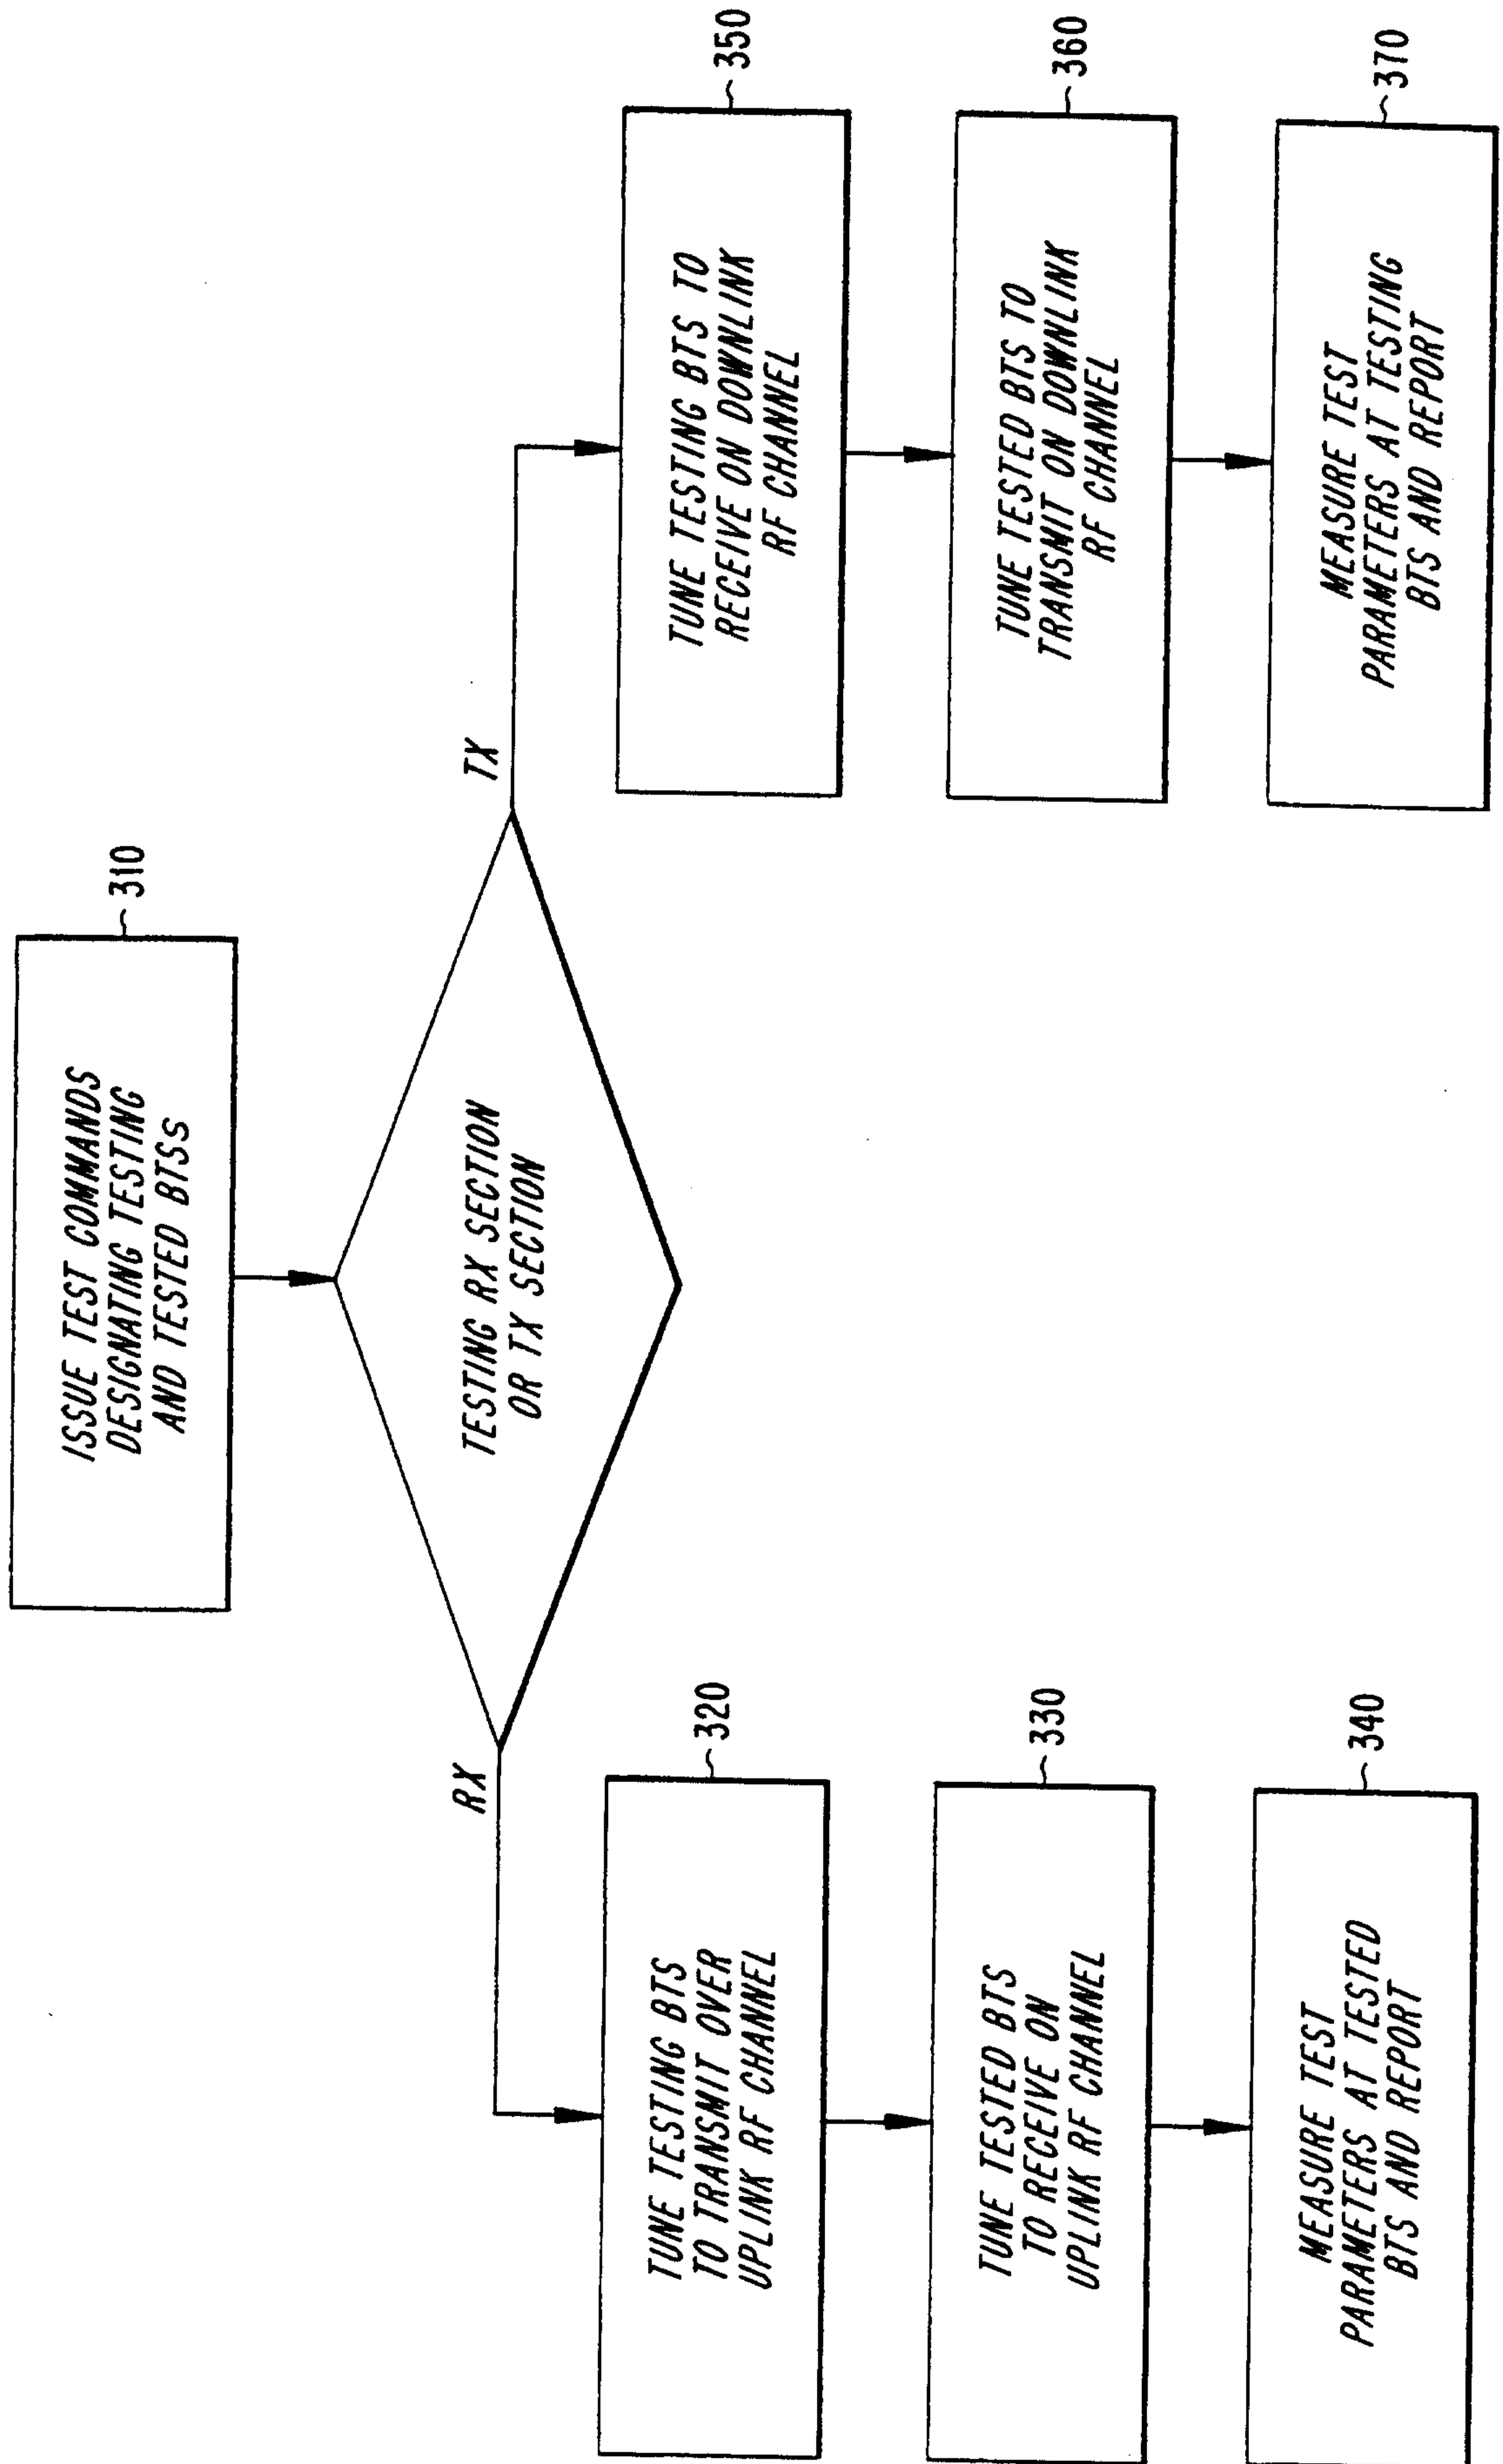 ISSUE TEST COMMANDS
DESIGNATING TESTING
AND TESTED BTSs
310
TESTING RX SECTION
OR TX SECTION
RX
TX
TUNE TESTING BTS
TO TRANSMIT OVER
UPLINK RF CHANNEL
320
TUNE TESTED BTS
TO RECEIVE ON
UPLINK RF CHANNEL
330
MEASURE TEST
PARAMETERS AT TESTED
BTS AND REPORT
340
TUNE TESTING BTS TO
RECEIVE ON DOWNLINK
RF CHANNEL
350
TUNE TESTED BTS TO
TRANSMIT ON DOWNLINK
RF CHANNEL
360
MEASURE TEST
PARAMETERS AT TESTING
BTS AND REPORT
370